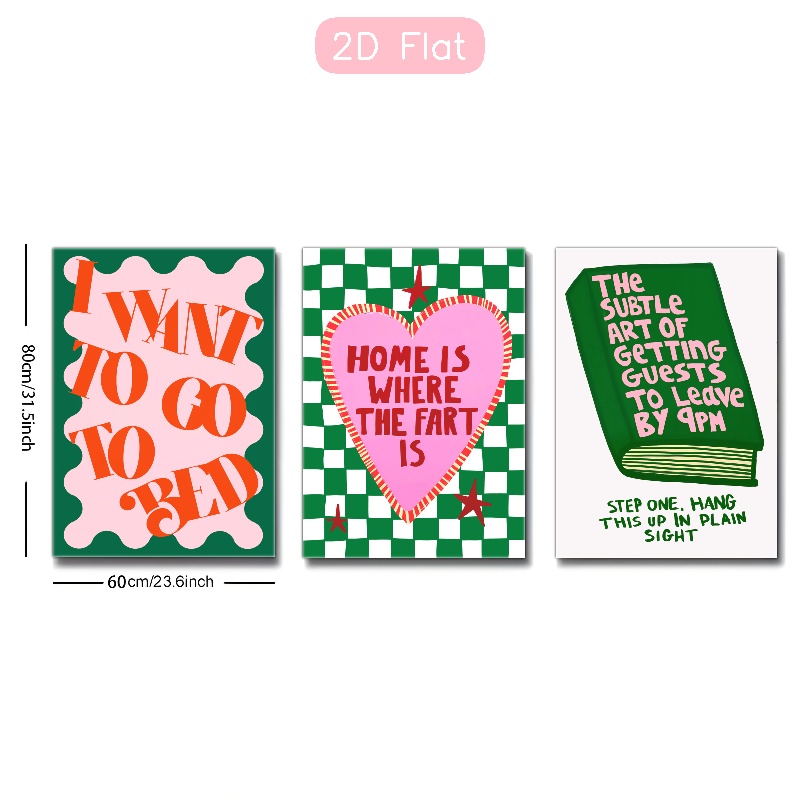 2D Flat
80cm/31.5inch
60cm/23.6inch
I
WANT
TO GO
TO
BED
HOME IS
WHERE
THE FART
IS
THE
SUBTLE
ART OF
GETTING
GUESTS
TO LEAVE
BY 9PM
STEP ONE, HANG
THIS UP IN PLAIN
SIGHT